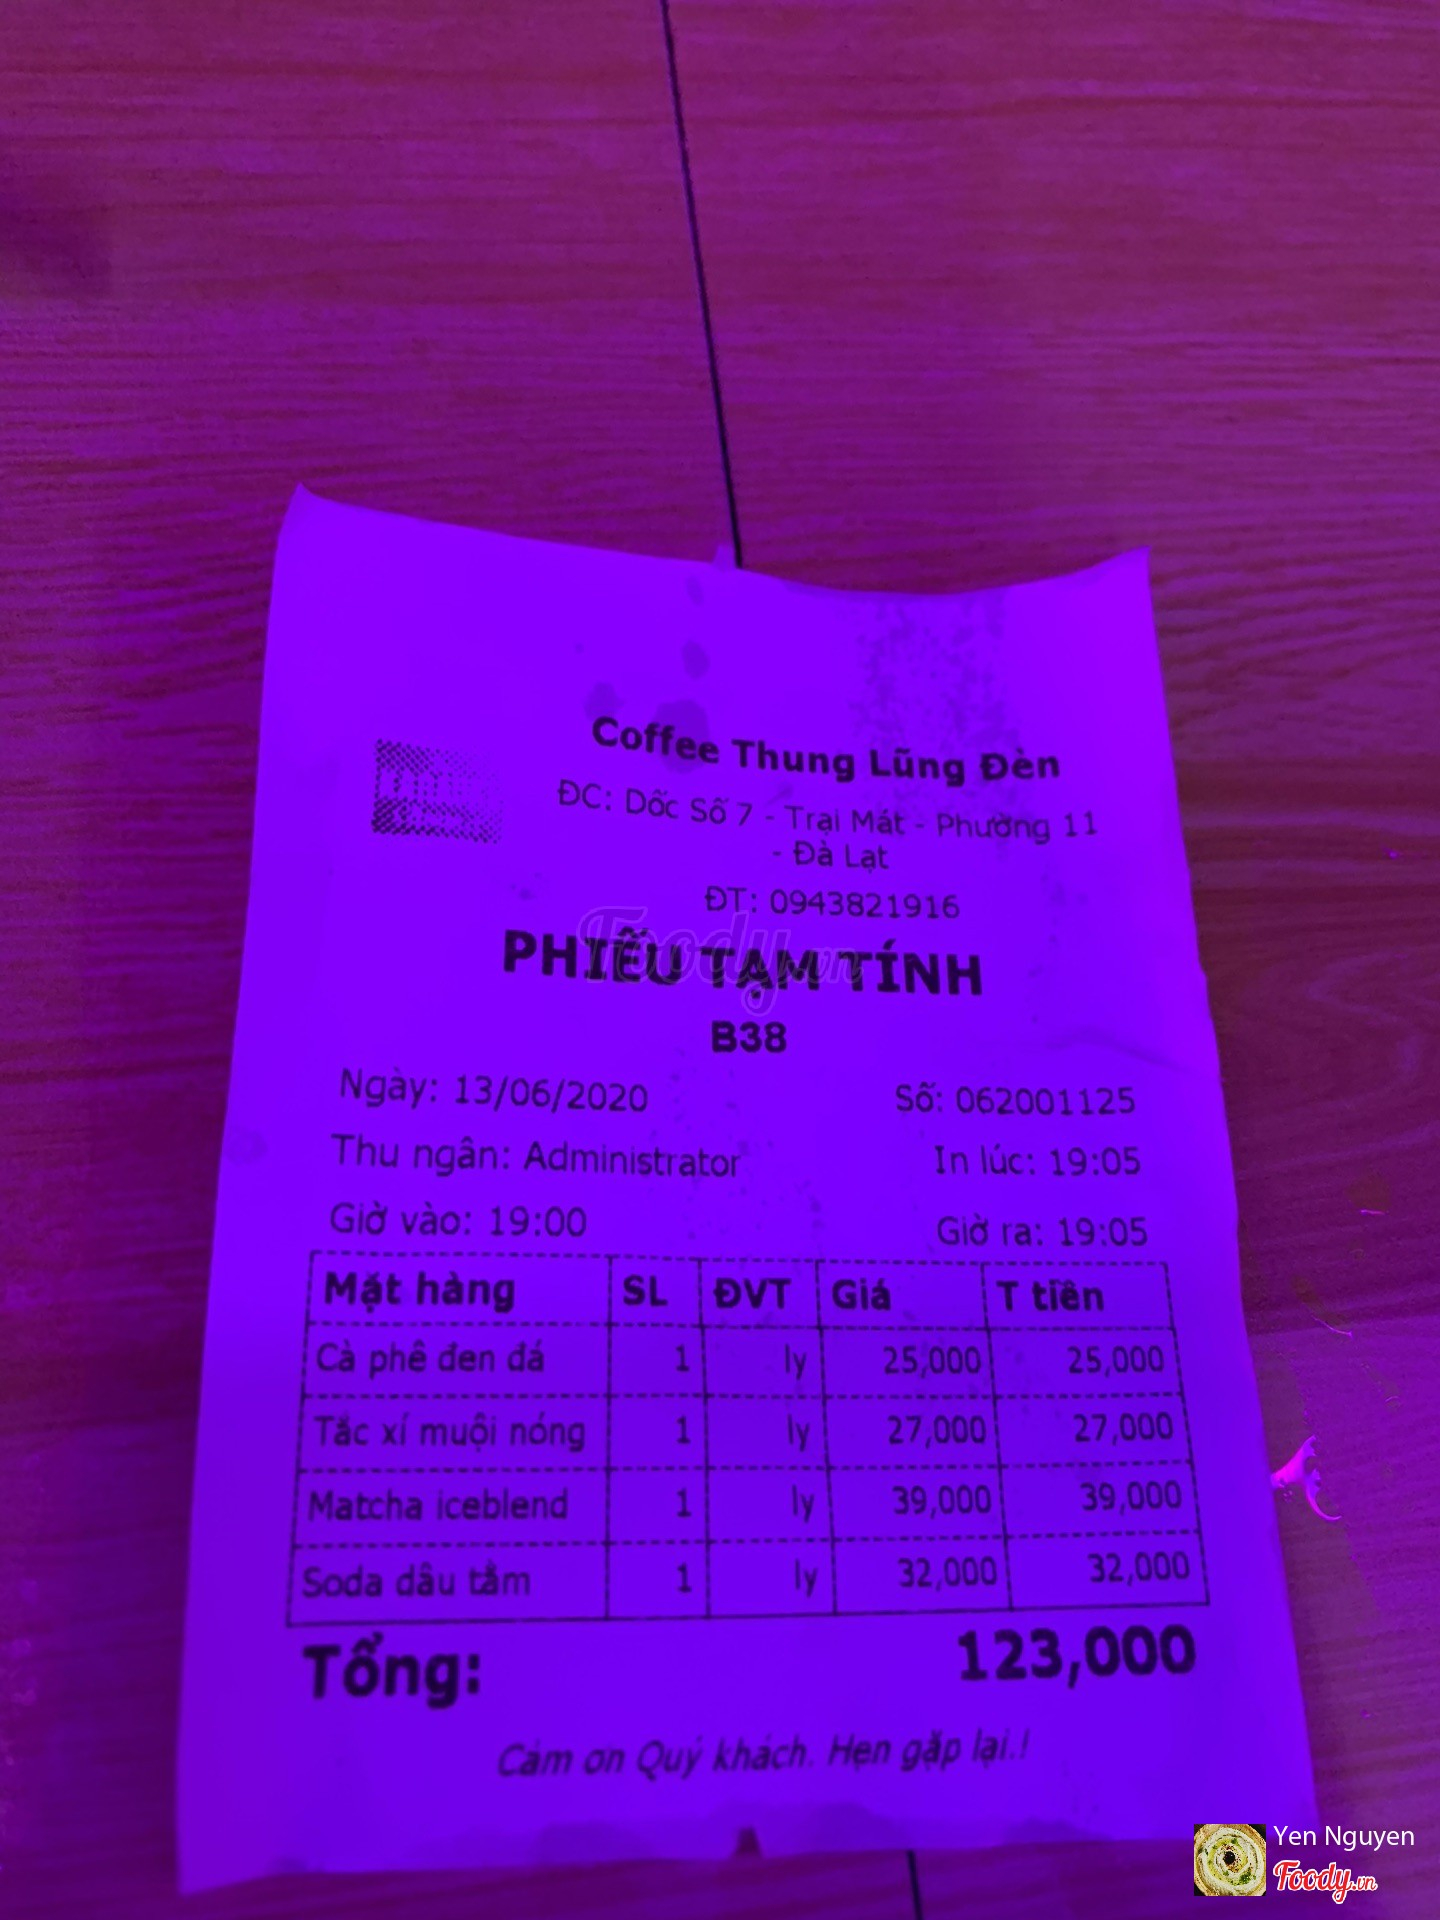 Coffee Thung Lũng Đèn
ĐC: Dốc Số 7 - Trại Mát - Phường 11
- Đà Lạt
ĐT: 0943821916
PHIẾU TẠM TÍNH
Foody.vn
B38
Ngày: 13/06/2020 Số: 062001125
Thu ngân: Administrator In lúc: 19:05
Giờ vào: 19:00 Giờ ra: 19:05
Mặt hàng SL ĐVT Giá T tiền
Cà phê đen đá 1 ly 25,000 25,000
Tắc xí muội nóng 1 ly 27,000 27,000
Matcha iceblend 1 ly 39,000 39,000
Soda dâu tằm 1 ly 32,000 32,000
Tổng: 123,000
Cảm ơn Quý khách. Hẹn gặp lại.!
Yen Nguyen
Foody.vn